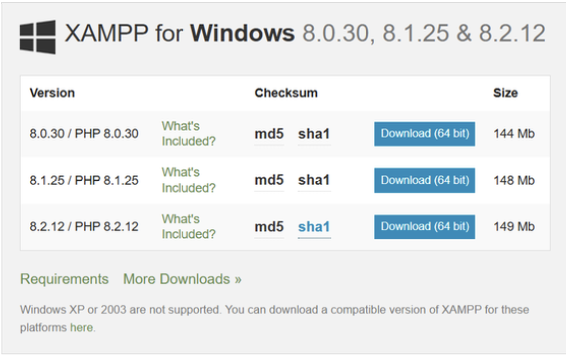 XAMPP for Windows 8.0.30, 8.1.25 & 8.2.12
Version Checksum Size
8.0.30 / PHP 8.0.30 What's Included? md5 sha1 Download (64 bit) 144 Mb
8.1.25 / PHP 8.1.25 What's Included? md5 sha1 Download (64 bit) 148 Mb
8.2.12 / PHP 8.2.12 What's Included? md5 sha1 Download (64 bit) 149 Mb
Requirements More Downloads »
Windows XP or 2003 are not supported. You can download a compatible version of XAMPP for these
platforms here.